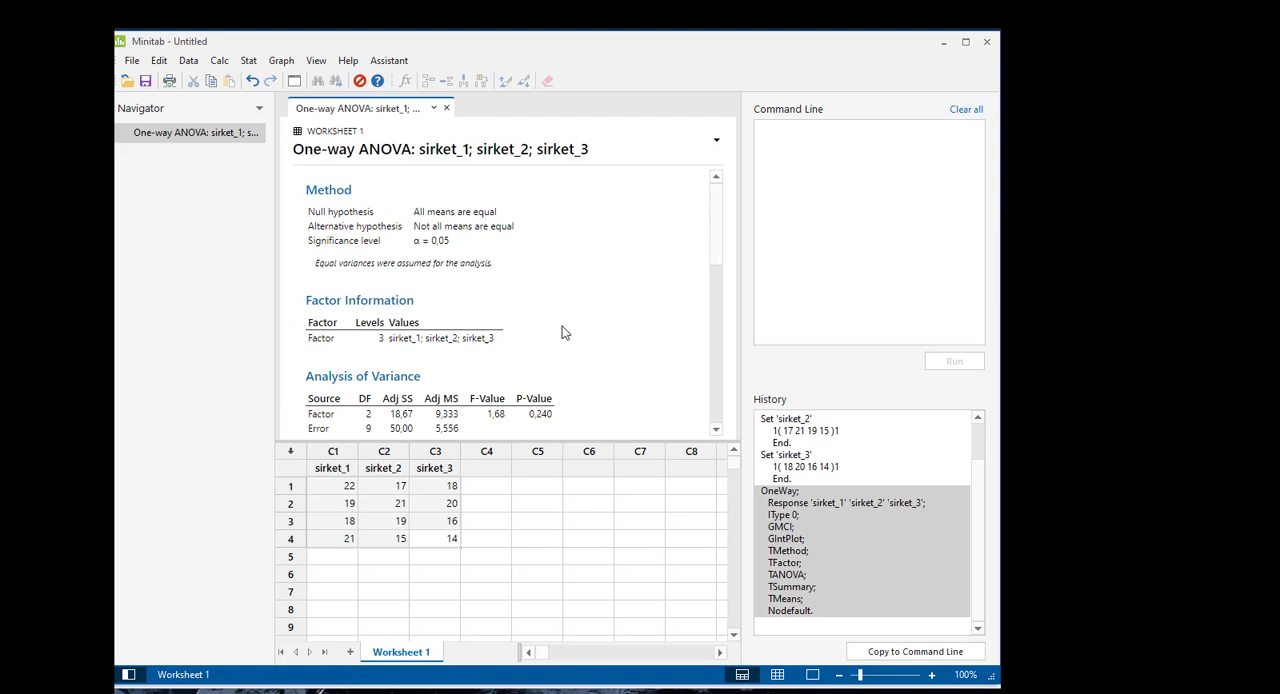 Minitab - Untitled
File Edit Data Calc Stat Graph View Help Assistant
Navigator
One-way ANOVA: sirket_1; s...
One-way ANOVA: sirket_1; ...
WORKSHEET 1
One-way ANOVA: sirket_1; sirket_2; sirket_3
Method
Null hypothesis All means are equal
Alternative hypothesis Not all means are equal
Significance level α = 0,05
Equal variances were assumed for the analysis.
Factor Information
Factor Levels Values
Factor 3 sirket_1; sirket_2; sirket_3
Analysis of Variance
Source DF Adj SS Adj MS F-Value P-Value
Factor 2 18,67 9,333 1,68 0,240
Error 9 50,00 5,556
C1 C2 C3 C4 C5 C6 C7 C8
sirket_1 sirket_2 sirket_3
1 22 17 18
2 19 21 20
3 18 19 16
4 21 15 14
5
6
7
8
9
Worksheet 1
Command Line Clear all
Run
History
Set 'sirket_2'
1( 17 21 19 15 )1
End.
Set 'sirket_3'
1( 18 20 16 14 )1
End.
OneWay;
Response 'sirket_1' 'sirket_2' 'sirket_3';
IType 0;
GMCI;
GIntPlot;
TMethod;
TFactor;
TANOVA;
TSummary;
TMeans;
Nodefault.
Copy to Command Line
Worksheet 1
100%